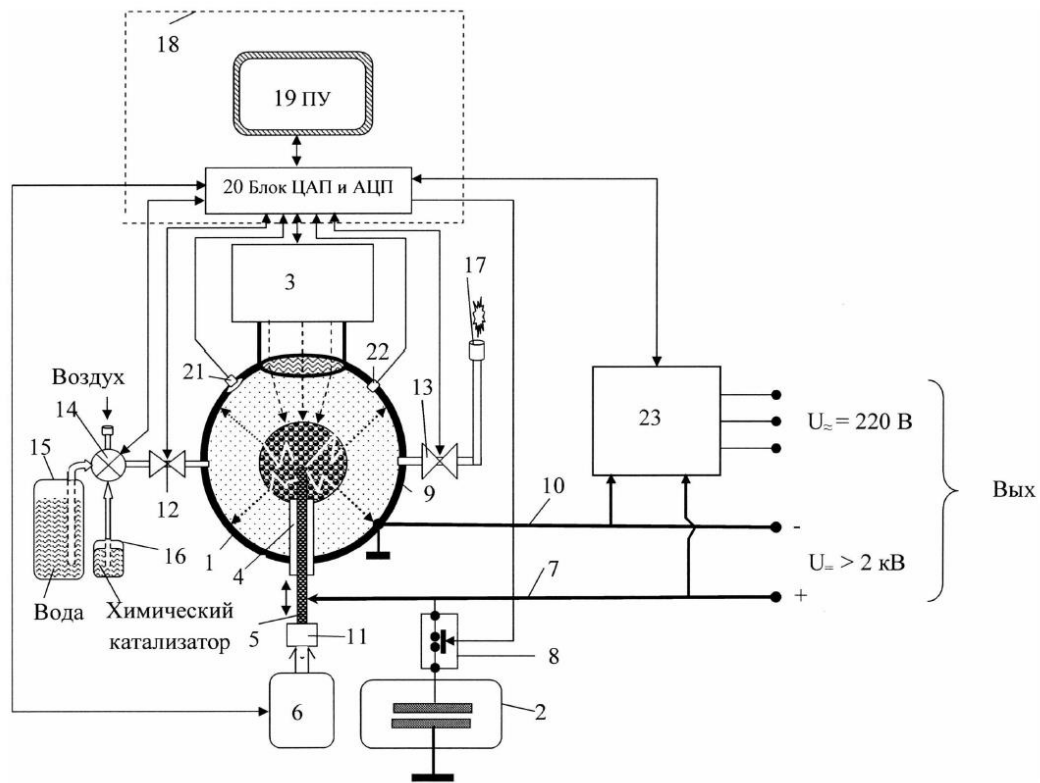 18
19 ПУ
20 Блок ЦАП и АЦП
3
17
21
22
Воздух
14
13
15
23
U≈ = 220 В
12
9
10
Вых
-
16
1
4
7
U= > 2 кВ
+
Вода
Химический
катализатор
5
11
8
6
2